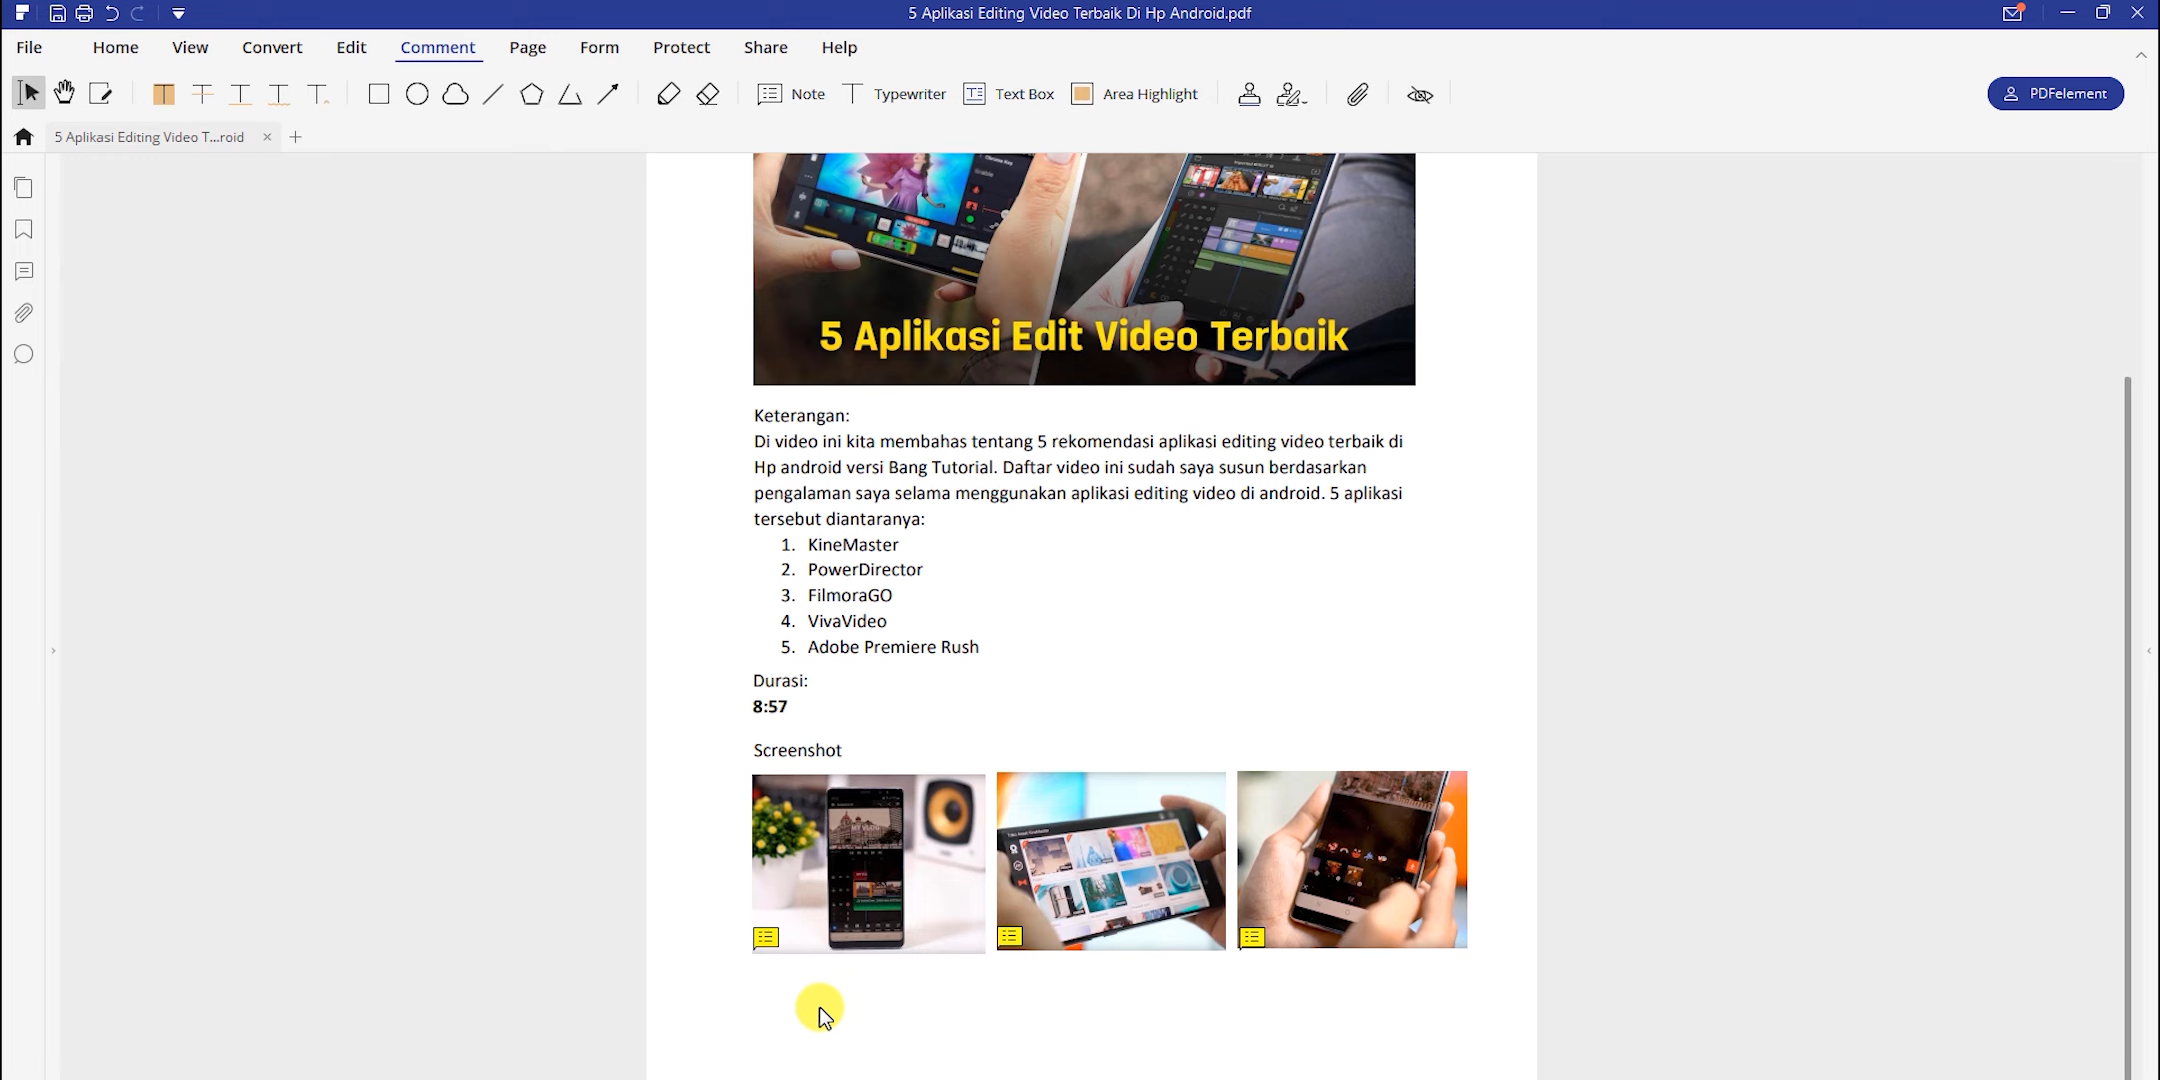 5 Aplikasi Editing Video Terbaik Di Hp Android.pdf
File Home View Convert Edit Comment Page Form Protect Share Help
Note Typewriter Text Box Area Highlight PDFelement
5 Aplikasi Editing Video T...roid
5 Aplikasi Edit Video Terbaik
Keterangan:
Di video ini kita membahas tentang 5 rekomendasi aplikasi editing video terbaik di
Hp android versi Bang Tutorial. Daftar video ini sudah saya susun berdasarkan
pengalaman saya selama menggunakan aplikasi editing video di android. 5 aplikasi
tersebut diantaranya:
1. KineMaster
2. PowerDirector
3. FilmoraGO
4. VivaVideo
5. Adobe Premiere Rush
Durasi:
8:57
Screenshot
MY VLOG